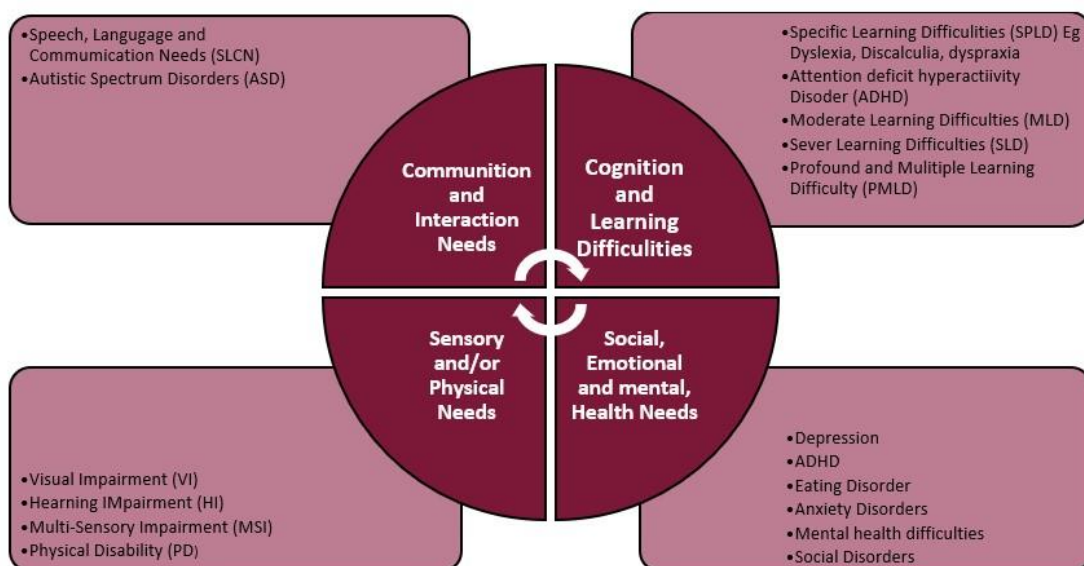 •Speech, Langugage and
Commumication Needs (SLCN)
•Autistic Spectrum Disorders (ASD)
•Specific Learning Difficulties (SPLD) Eg
Dyslexia, Discalculia, dyspraxia
•Attention deficit hyperactiivity
Disoder (ADHD)
•Moderate Learning Difficulties (MLD)
•Sever Learning Difficulties (SLD)
•Profound and Mulitiple Learning
Difficulty (PMLD)
Communition
and
Interaction
Needs
Cognition
and
Learning
Difficulities
Sensory
and/or
Physical
Needs
Social,
Emotional
and mental,
Health Needs
•Visual Impairment (VI)
•Hearning IMpairment (HI)
•Multi-Sensory Impairment (MSI)
•Physical Disability (PD)
•Depression
•ADHD
•Eating Disorder
•Anxiety Disorders
•Mental health difficulties
•Social Disorders